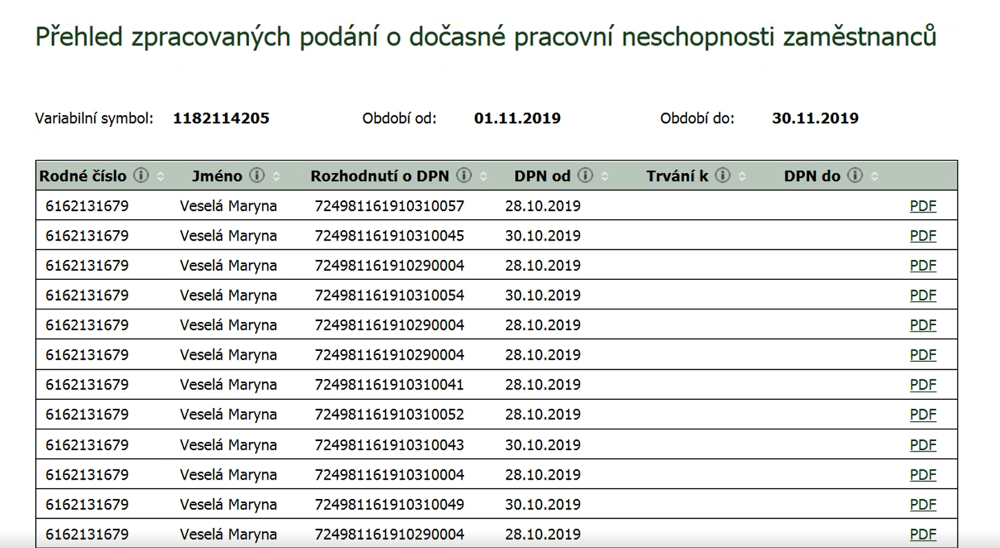 Přehled zpracovaných podání o dočasné pracovní neschopnosti zaměstnanců
Variabilní symbol: 1182114205 Období od: 01.11.2019 Období do: 30.11.2019
Rodné číslo Jméno Rozhodnutí o DPN DPN od Trvání k DPN do
6162131679 Veselá Maryna 724981161910310057 28.10.2019 PDF
6162131679 Veselá Maryna 724981161910310045 30.10.2019 PDF
6162131679 Veselá Maryna 724981161910290004 28.10.2019 PDF
6162131679 Veselá Maryna 724981161910310054 30.10.2019 PDF
6162131679 Veselá Maryna 724981161910290004 28.10.2019 PDF
6162131679 Veselá Maryna 724981161910290004 28.10.2019 PDF
6162131679 Veselá Maryna 724981161910310041 28.10.2019 PDF
6162131679 Veselá Maryna 724981161910310052 28.10.2019 PDF
6162131679 Veselá Maryna 724981161910310043 30.10.2019 PDF
6162131679 Veselá Maryna 724981161910310004 28.10.2019 PDF
6162131679 Veselá Maryna 724981161910310049 30.10.2019 PDF
6162131679 Veselá Maryna 724981161910290004 28.10.2019 PDF